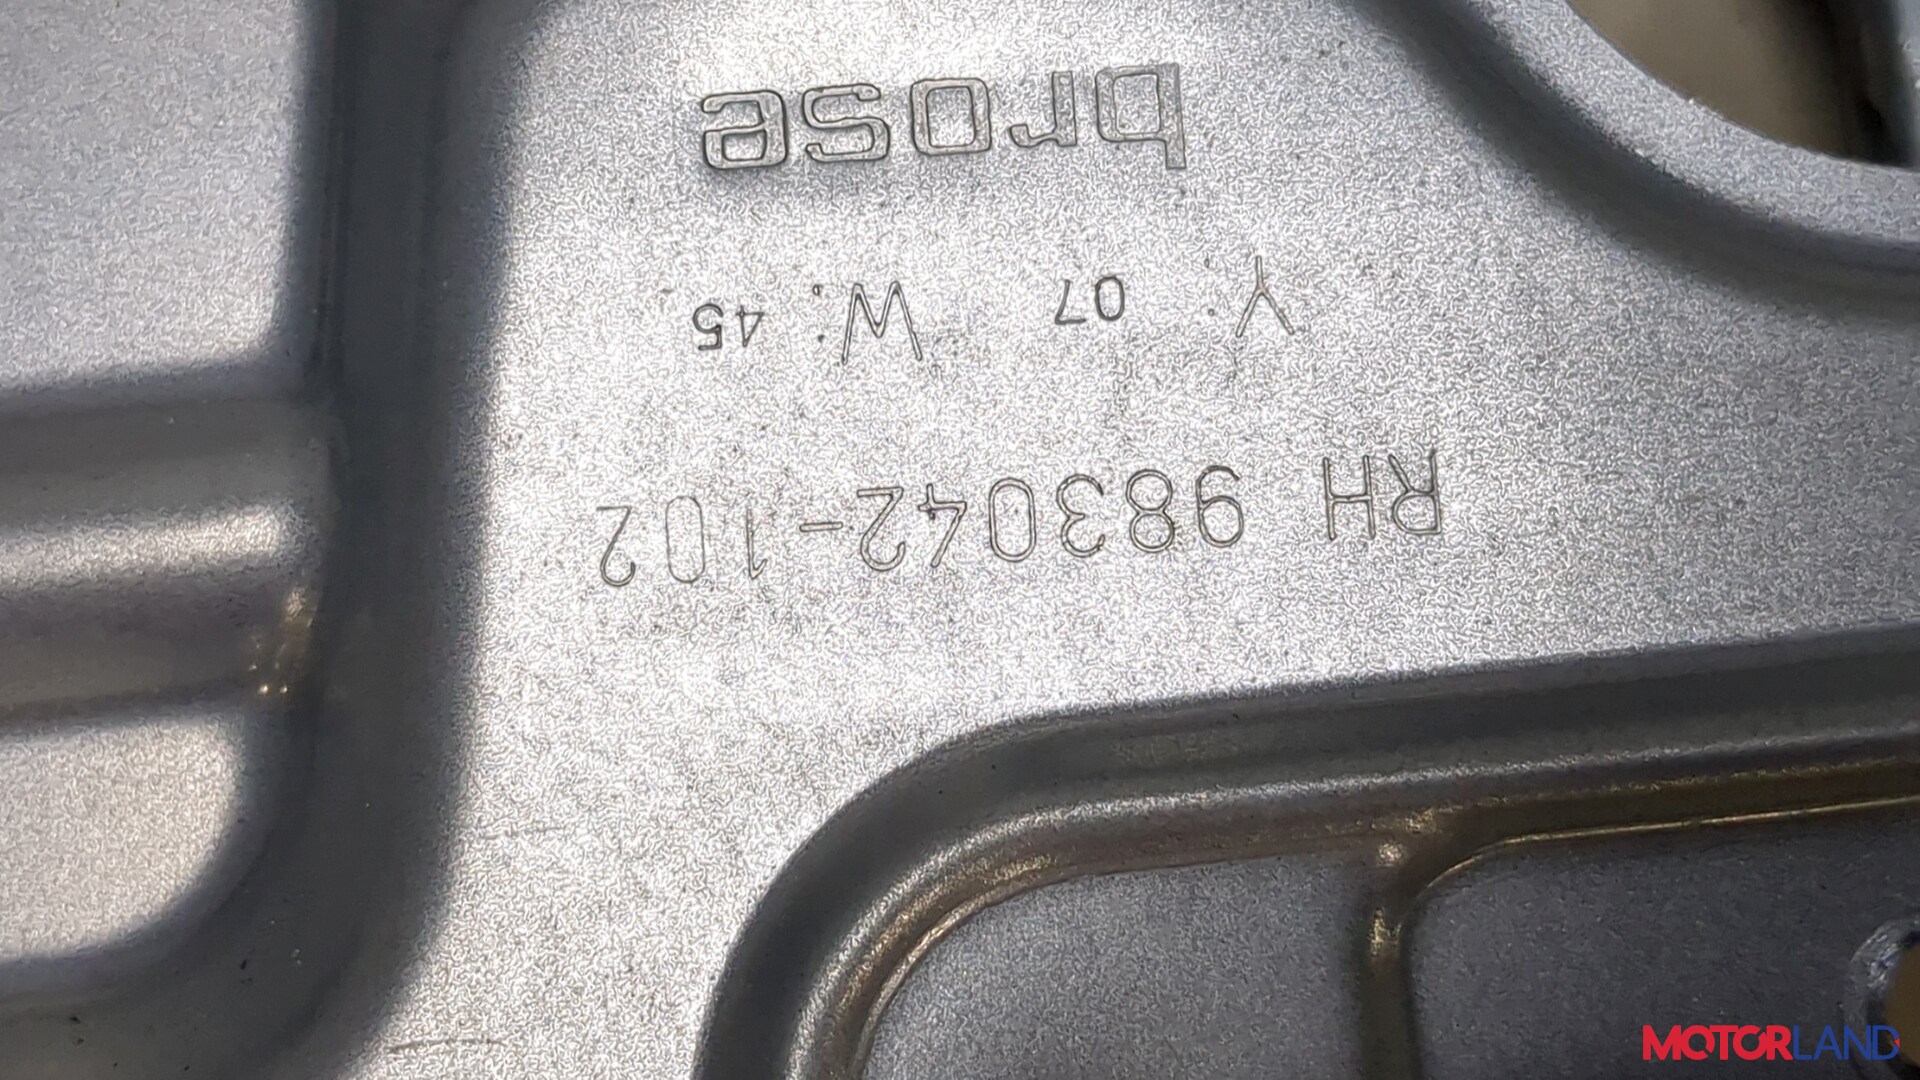 brose
Y. 07 W. 45
RH 983042-102
MOTORLAND